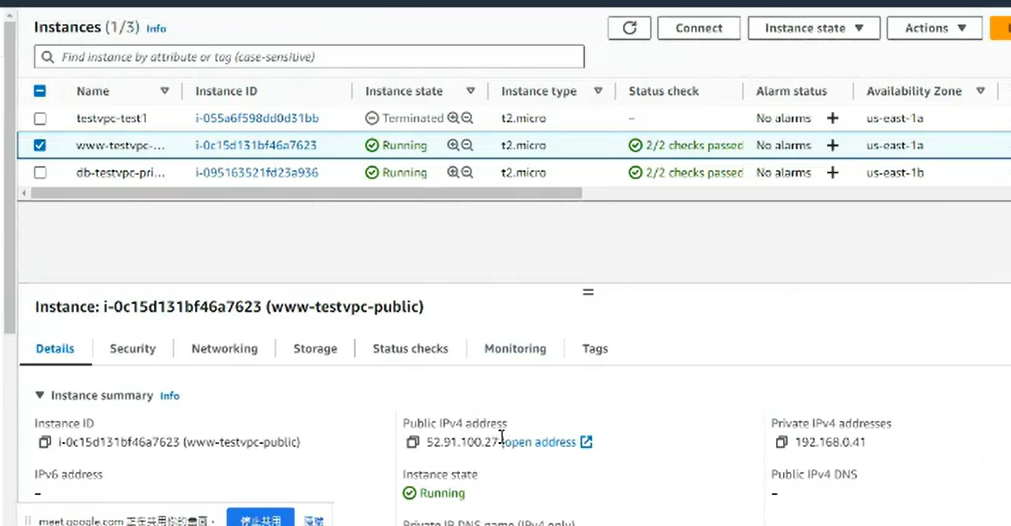 Instances (1/3) Info
Connect
Instance state
Actions
Find instance by attribute or tag (case-sensitive)
Name Instance ID Instance state Instance type Status check Alarm status Availability Zone
testvpc-test1 i-055a6f598dd0d31bb Terminated t2.micro – No alarms + us-east-1a
www-testvpc-... i-0c15d131bf46a7623 Running t2.micro 2/2 checks passed No alarms + us-east-1a
db-testvpc-pri... i-095163521fd23a936 Running t2.micro 2/2 checks passed No alarms + us-east-1b
Instance: i-0c15d131bf46a7623 (www-testvpc-public)
Details Security Networking Storage Status checks Monitoring Tags
Instance summary Info
Instance ID Public IPv4 address Private IPv4 addresses
i-0c15d131bf46a7623 (www-testvpc-public) 52.91.100.27 open address 192.168.0.41
IPv6 address Instance state Public IPv4 DNS
– Running –
Private IP DNS name (IPv4 only)
meet.google.com 正在共用你的畫面。 停止共用 隱藏